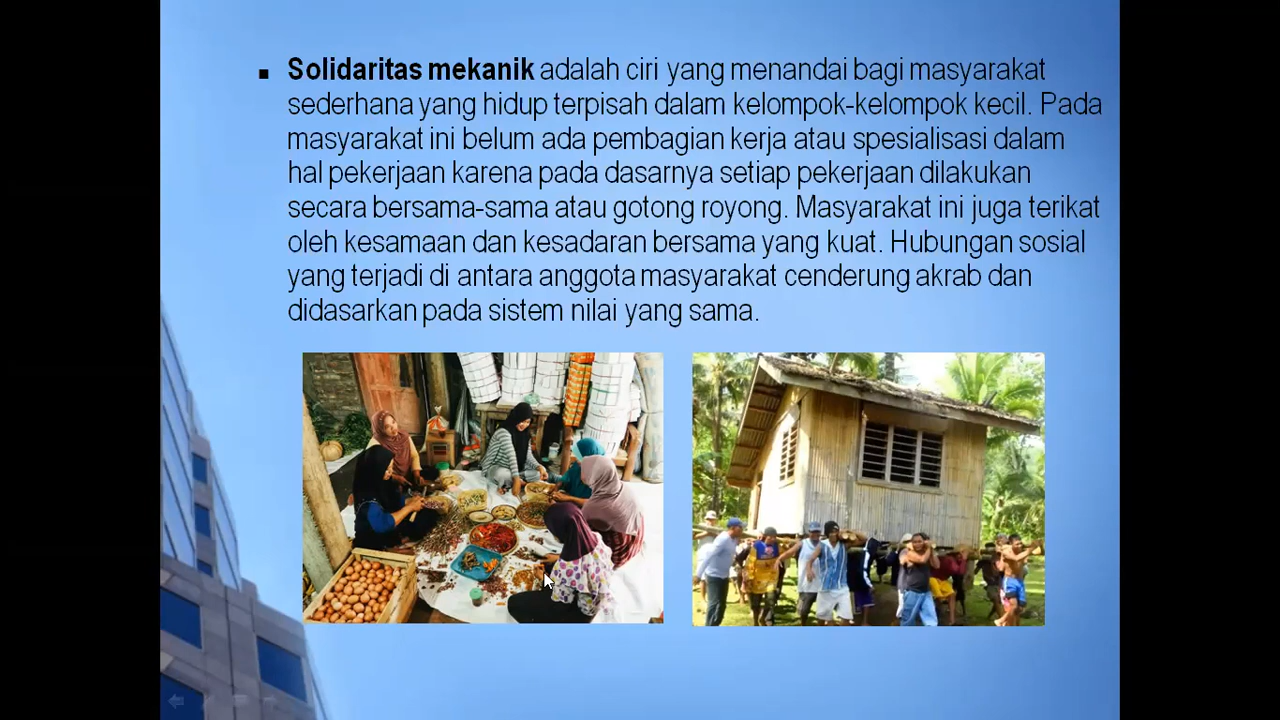 ▪ Solidaritas mekanik adalah ciri yang menandai bagi masyarakat
sederhana yang hidup terpisah dalam kelompok-kelompok kecil. Pada
masyarakat ini belum ada pembagian kerja atau spesialisasi dalam
hal pekerjaan karena pada dasarnya setiap pekerjaan dilakukan
secara bersama-sama atau gotong royong. Masyarakat ini juga terikat
oleh kesamaan dan kesadaran bersama yang kuat. Hubungan sosial
yang terjadi di antara anggota masyarakat cenderung akrab dan
didasarkan pada sistem nilai yang sama.